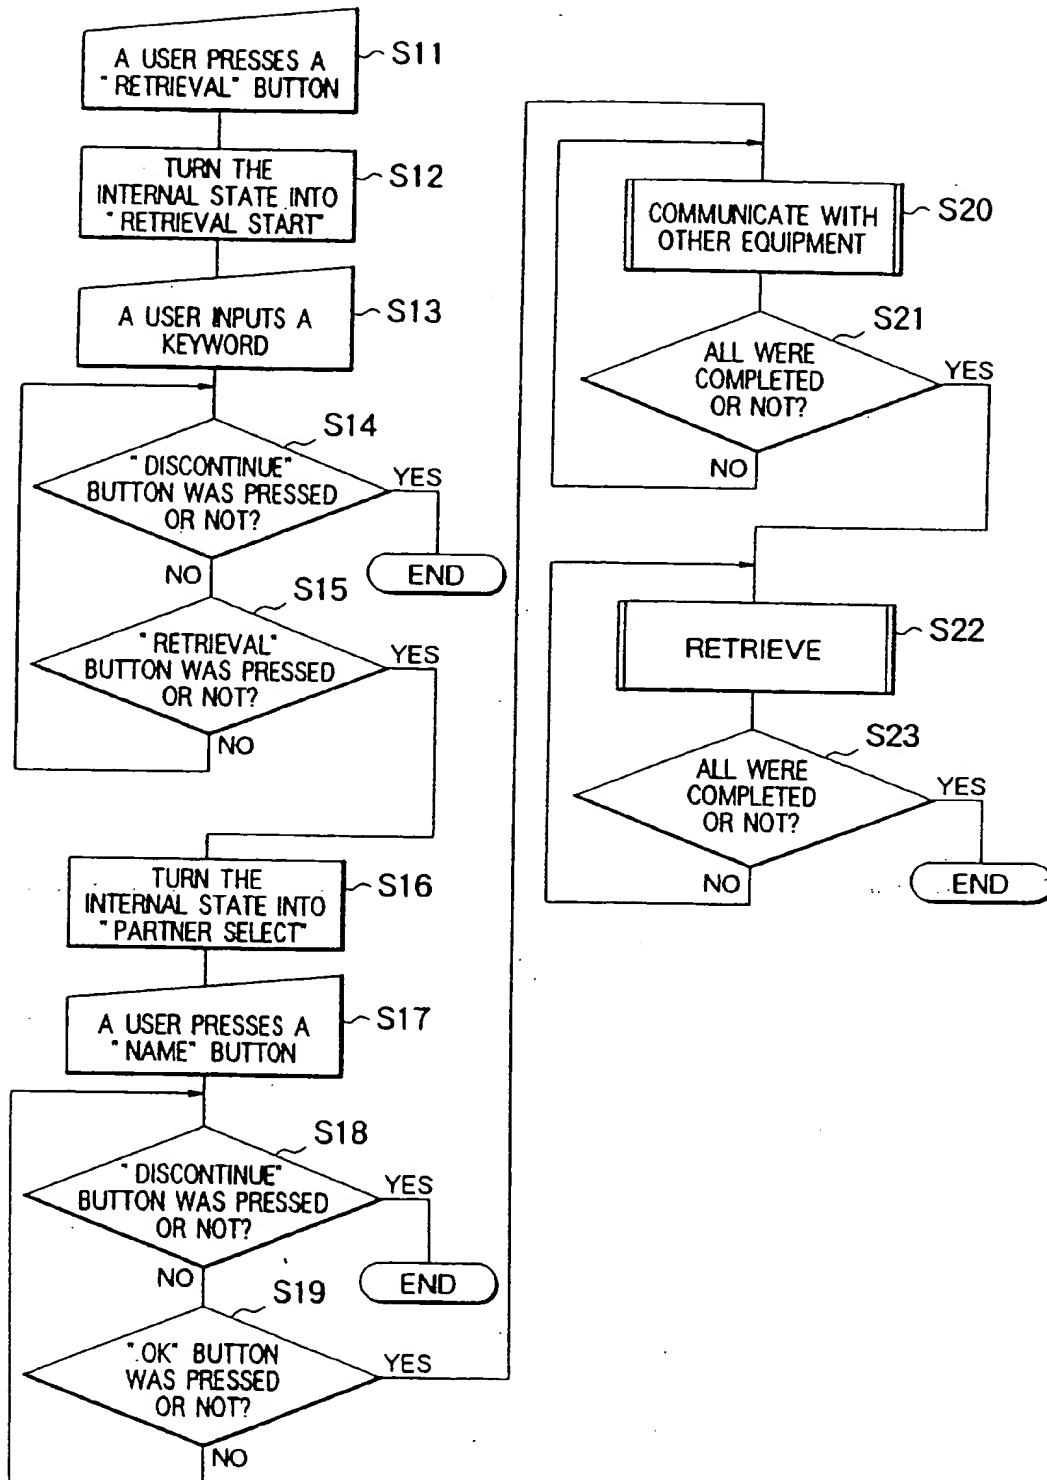 A USER PRESSES A
"RETRIEVAL" BUTTON
S11
TURN THE
INTERNAL STATE INTO
"RETRIEVAL START"
S12
A USER INPUTS A
KEYWORD
S13
S14
"DISCONTINUE"
BUTTON WAS PRESSED
OR NOT?
YES
END
NO
S15
"RETRIEVAL"
BUTTON WAS PRESSED
OR NOT?
YES
NO
TURN THE
INTERNAL STATE INTO
"PARTNER SELECT"
S16
A USER PRESSES A
"NAME" BUTTON
S17
S18
"DISCONTINUE"
BUTTON WAS PRESSED
OR NOT?
YES
END
NO
S19
"OK" BUTTON
WAS PRESSED
OR NOT?
YES
NO
COMMUNICATE WITH
OTHER EQUIPMENT
S20
S21
ALL WERE
COMPLETED
OR NOT?
YES
NO
RETRIEVE
S22
S23
ALL WERE
COMPLETED
OR NOT?
YES
NO
END